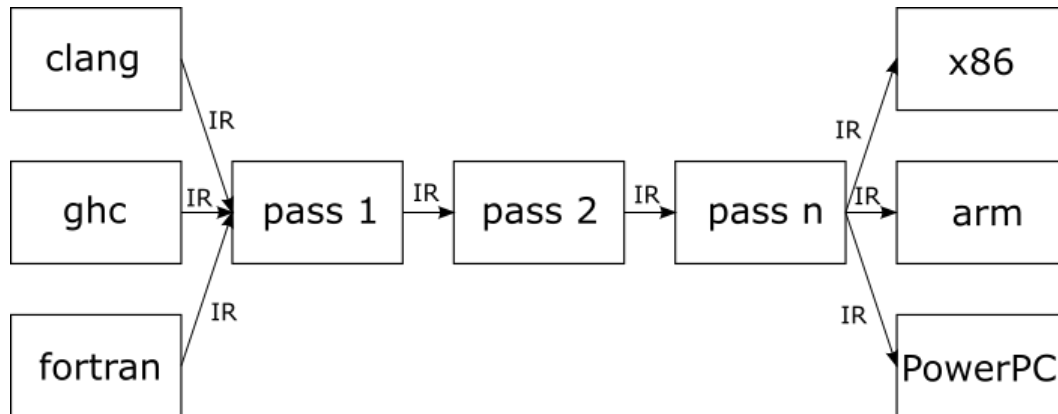 clang
x86
IR
IR
ghc
IR
pass 1
IR
pass 2
IR
pass n
IR
arm
IR
IR
fortran
PowerPC